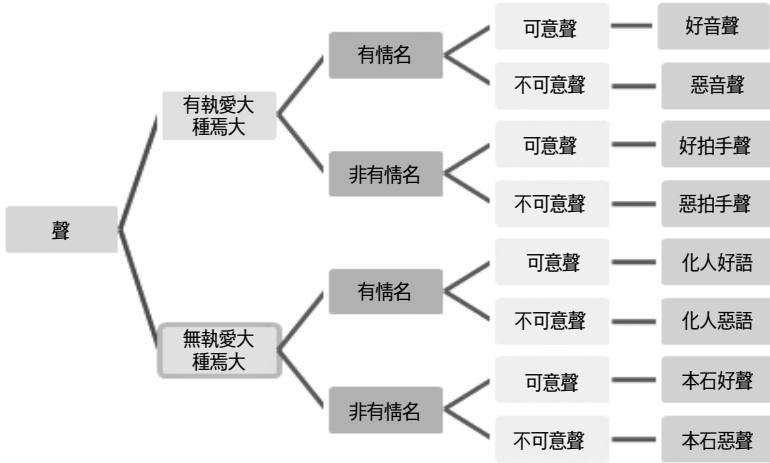 聲
有執愛大
種焉大
有情名
可意聲
好音聲
不可意聲
惡音聲
非有情名
可意聲
好拍手聲
不可意聲
惡拍手聲
無執愛大
種焉大
有情名
可意聲
化人好語
不可意聲
化人惡語
非有情名
可意聲
本石好聲
不可意聲
本石惡聲